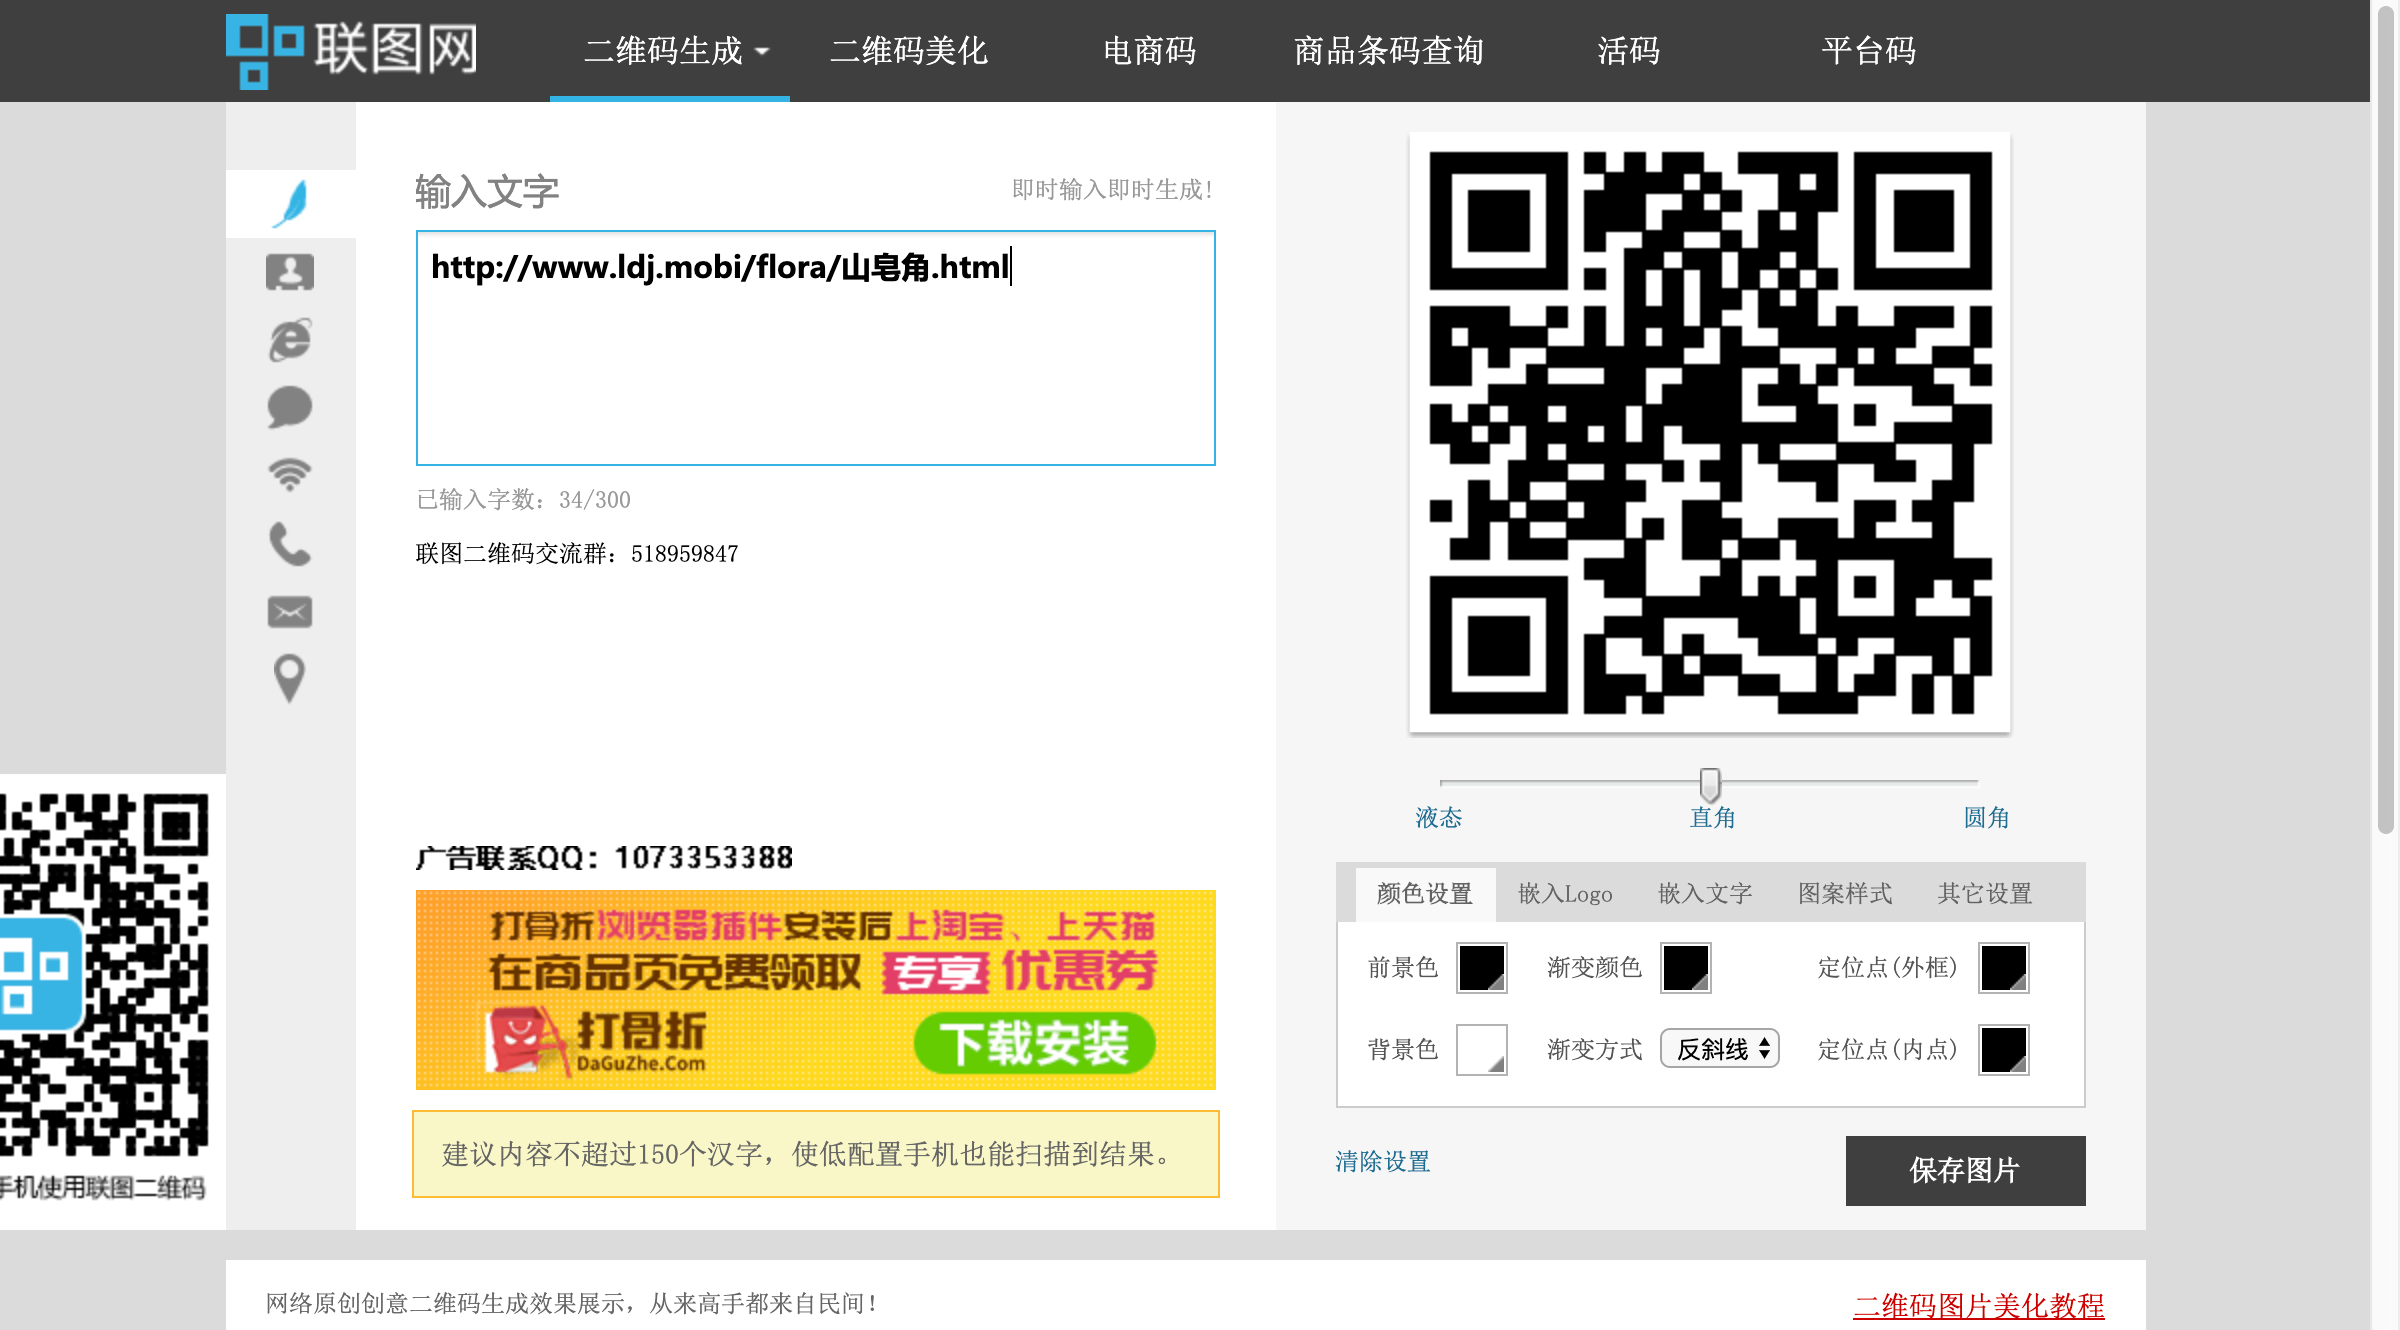 联图网
二维码生成
二维码美化
电商码
商品条码查询
活码
平台码
输入文字
即时输入即时生成!
http://www.ldj.mobi/flora/山皂角.html
已输入字数：34/300
联图二维码交流群：518959847
液态
直角
圆角
广告联系QQ：1073353388
打骨折浏览器插件安装后上淘宝、上天猫
在商品页免费领取 专享 优惠券
打骨折
DaGuZhe.Com
下载安装
建议内容不超过150个汉字，使低配置手机也能扫描到结果。
颜色设置
嵌入Logo
嵌入文字
图案样式
其它设置
前景色
渐变颜色
定位点(外框)
背景色
渐变方式
反斜线
定位点(内点)
清除设置
保存图片
手机使用联图二维码
网络原创创意二维码生成效果展示，从来高手都来自民间!
二维码图片美化教程